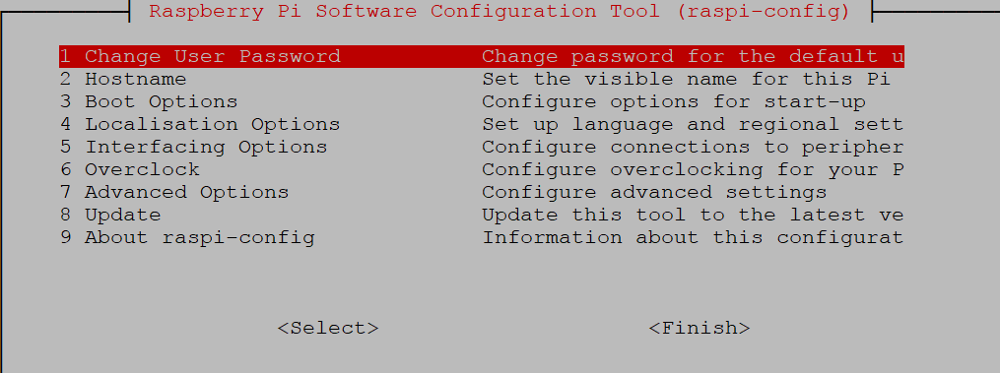 Raspberry Pi Software Configuration Tool (raspi-config)
1 Change User Password Change password for the default u
2 Hostname Set the visible name for this Pi
3 Boot Options Configure options for start-up
4 Localisation Options Set up language and regional sett
5 Interfacing Options Configure connections to peripher
6 Overclock Configure overclocking for your P
7 Advanced Options Configure advanced settings
8 Update Update this tool to the latest ve
9 About raspi-config Information about this configurat
<Select> <Finish>